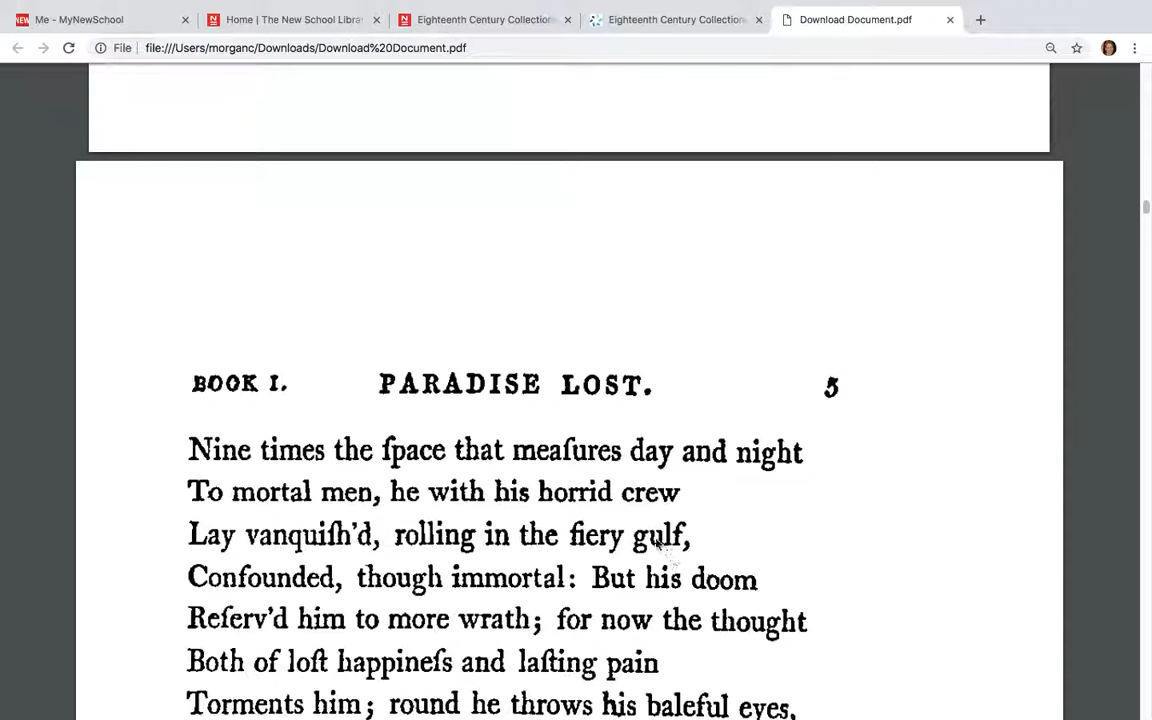 Me - MyNewSchool
Home | The New School Libra
Eighteenth Century Collection
Eighteenth Century Collection
Download Document.pdf
File file:///Users/morganc/Downloads/Download%20Document.pdf
BOOK I. PARADISE LOST. 5
Nine times the ſpace that meaſures day and night
To mortal men, he with his horrid crew
Lay vanquiſh'd, rolling in the fiery gulf,
Confounded, though immortal: But his doom
Reſerv'd him to more wrath; for now the thought
Both of loſt happineſs and laſting pain
Torments him; round he throws his baleful eyes,